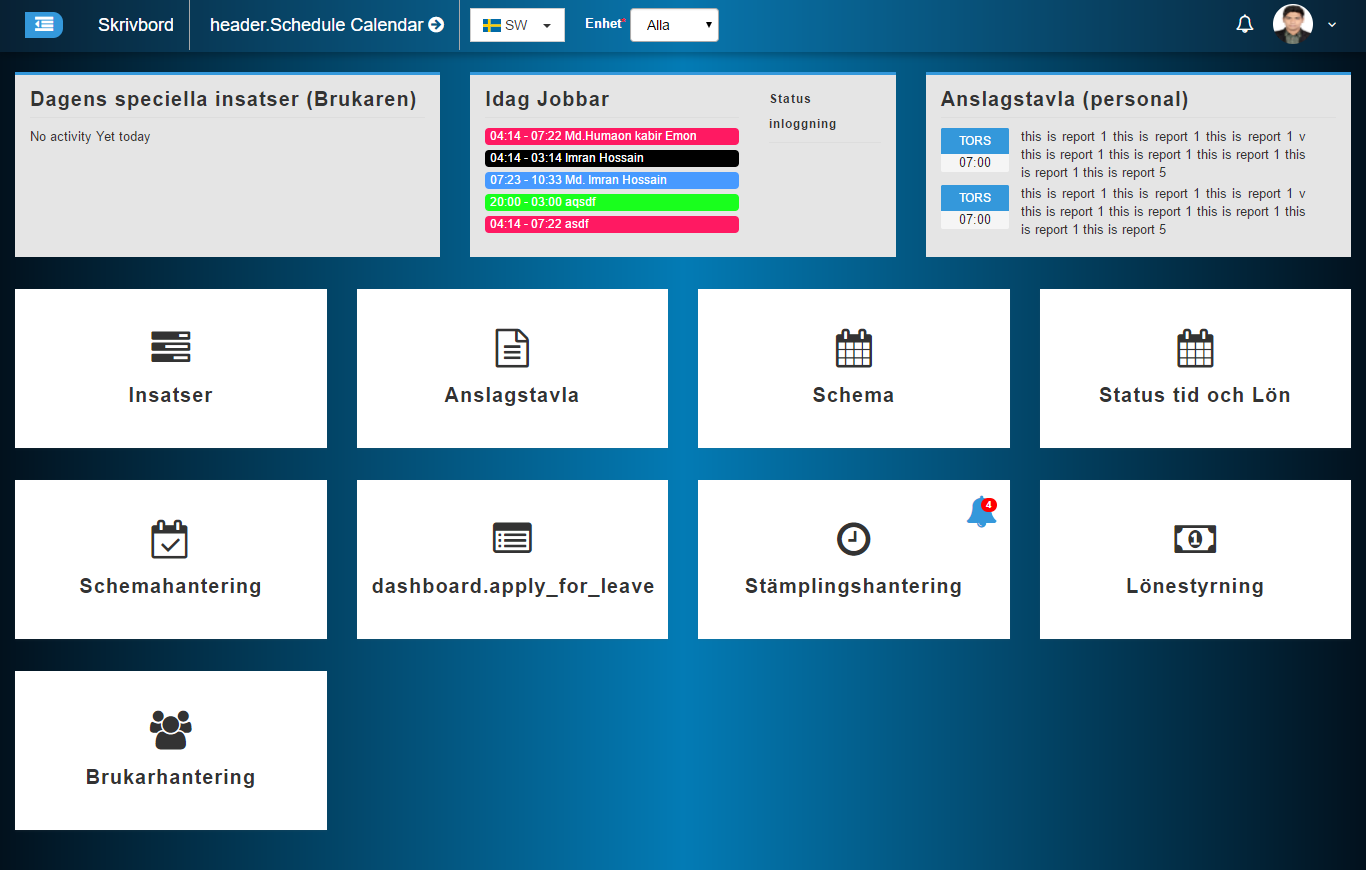 Skrivbord
header.Schedule Calendar
SW
Enhet*
Alla
Dagens speciella insatser (Brukaren)
No activity Yet today
Idag Jobbar
04:14 - 07:22 Md.Humaon kabir Emon
04:14 - 03:14 Imran Hossain
07:23 - 10:33 Md. Imran Hossain
20:00 - 03:00 aqsdf
04:14 - 07:22 asdf
Status
inloggning
Anslagstavla (personal)
TORS
07:00
this is report 1 this is report 1 this is report 1 v
this is report 1 this is report 1 this is report 1 this
is report 1 this is report 5
TORS
07:00
this is report 1 this is report 1 this is report 1 v
this is report 1 this is report 1 this is report 1 this
is report 1 this is report 5
Insatser
Anslagstavla
Schema
Status tid och Lön
Schemahantering
dashboard.apply_for_leave
4
Stämplingshantering
1
Lönestyrning
Brukarhantering